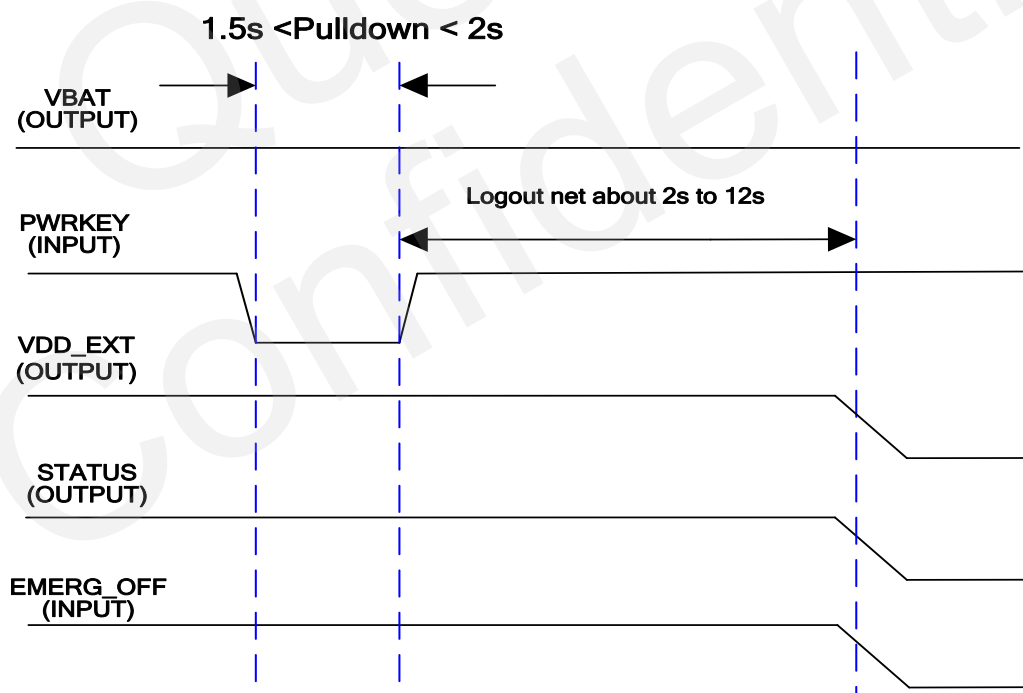 1.5s <Pulldown < 2s
VBAT
(OUTPUT)
Logout net about 2s to 12s
PWRKEY
(INPUT)
VDD_EXT
(OUTPUT)
STATUS
(OUTPUT)
EMERG_OFF
(INPUT)